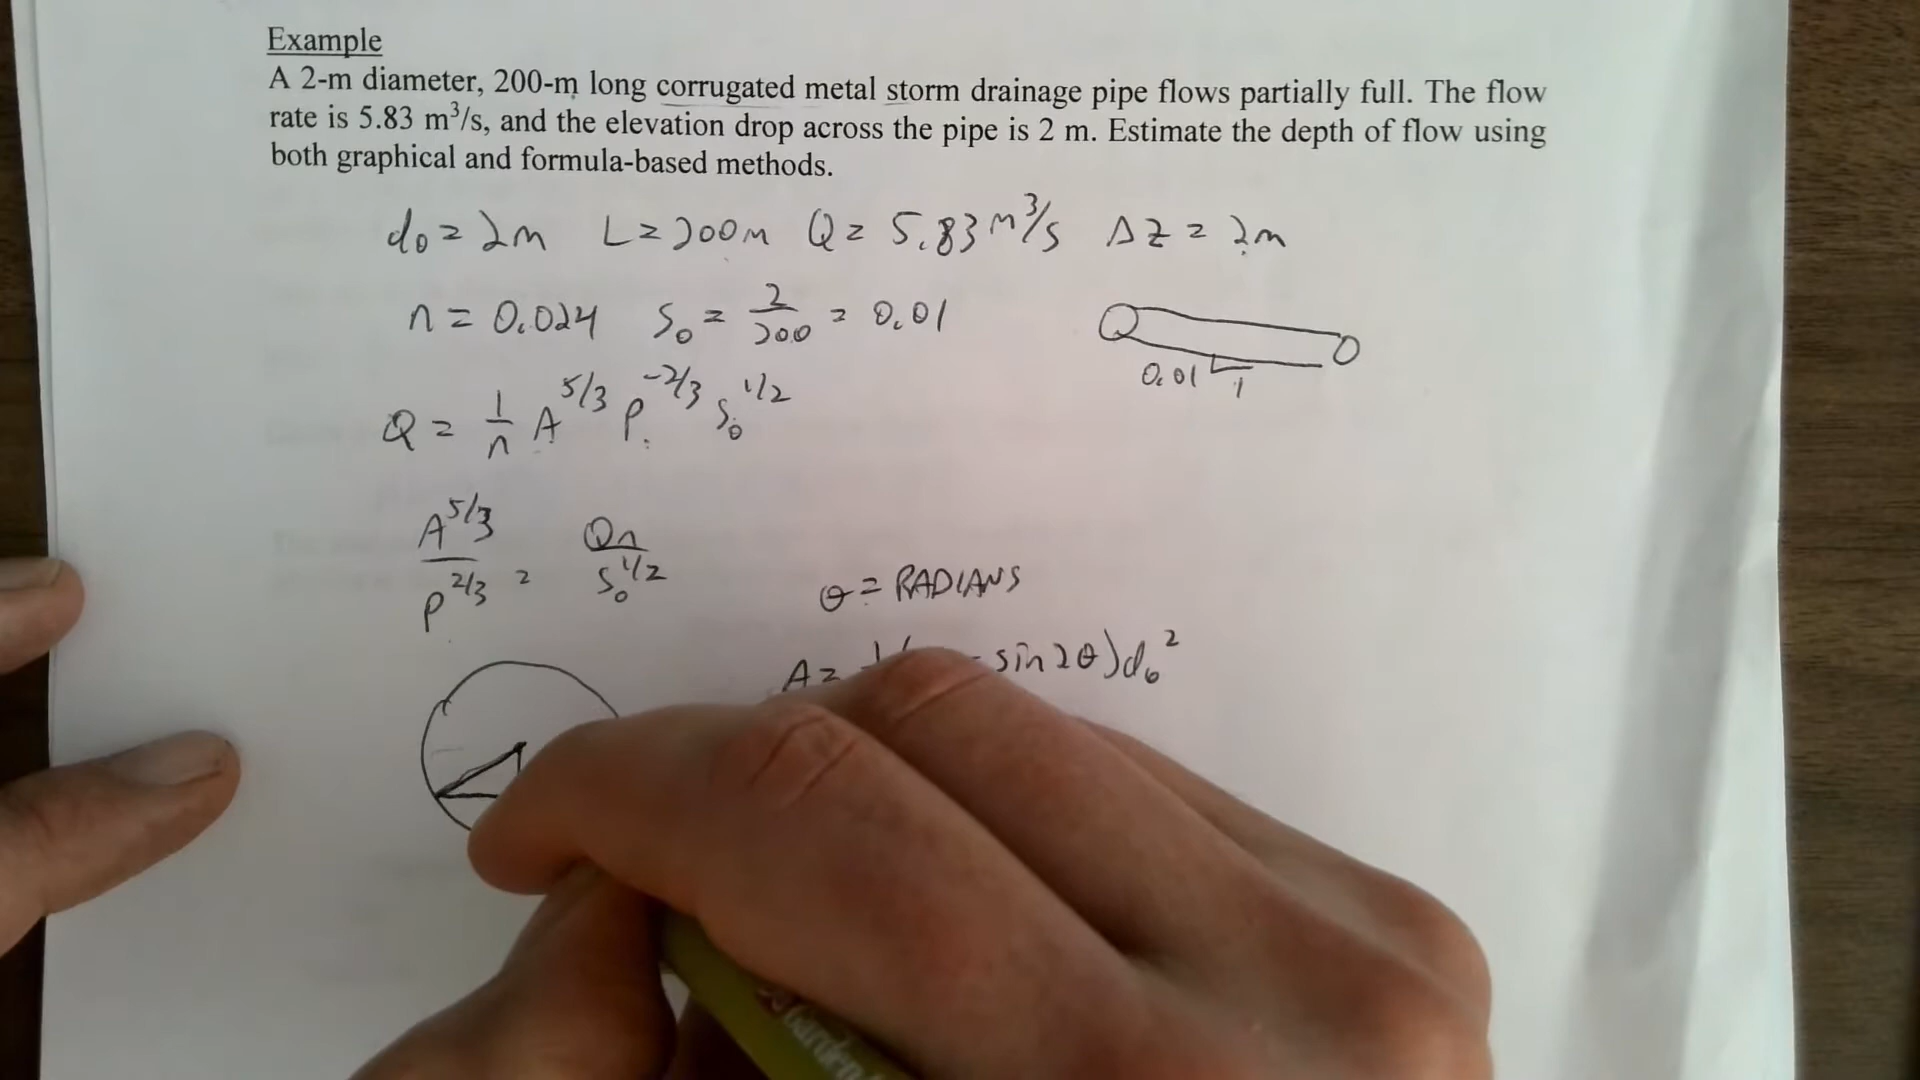 Example
A 2-m diameter, 200-m long corrugated metal storm drainage pipe flows partially full. The flow
rate is 5.83 m³/s, and the elevation drop across the pipe is 2 m. Estimate the depth of flow using
both graphical and formula-based methods.
d₀ = 2m L = 200m Q = 5.83 m³/s ΔZ = 2m
n = 0.024 S₀ = 2/200 = 0.01
0.01 1
Q = 1/n A^5/3 P^-2/3 S₀^1/2
A^5/3 / P^2/3 = Qn / S₀^1/2
θ = RADIANS
A = sin 2θ) d₀²
Garden